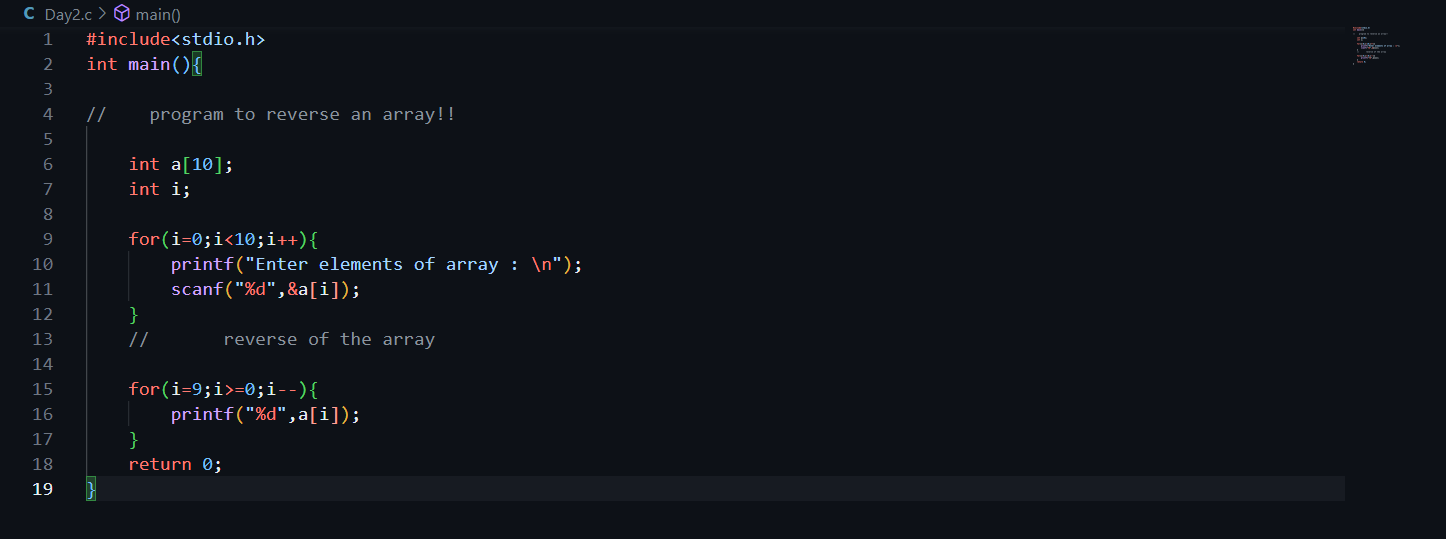 Day2.c > main()
1 #include<stdio.h>
2 int main(){
3
4 //    program to reverse an array!!
5
6     int a[10];
7     int i;
8
9     for(i=0;i<10;i++){
10         printf("Enter elements of array : \n");
11         scanf("%d",&a[i]);
12     }
13     //       reverse of the array
14
15     for(i=9;i>=0;i--){
16         printf("%d",a[i]);
17     }
18     return 0;
19 }